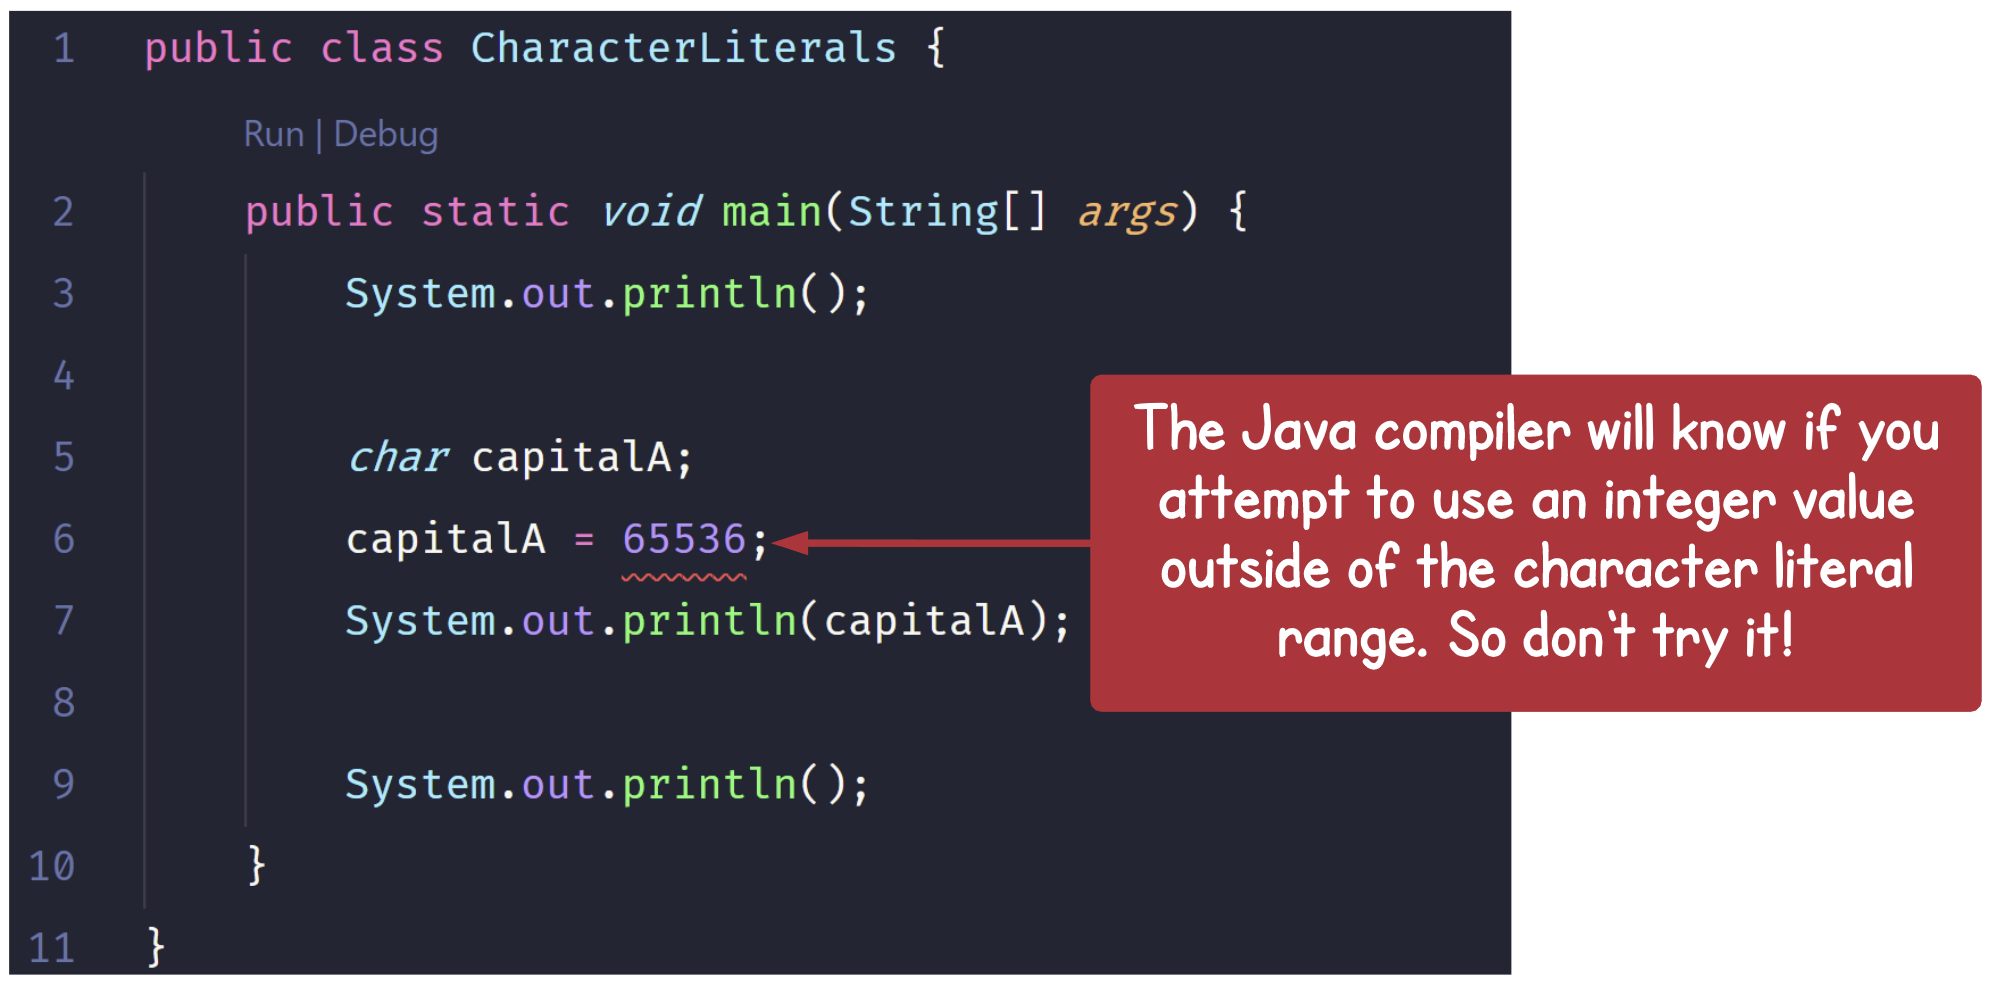 1 public class CharacterLiterals {
Run | Debug
2 public static void main(String[] args) {
3 System.out.println();
4
5 char capitalA;
6 capitalA = 65536;
7 System.out.println(capitalA);
8
9 System.out.println();
10 }
11 }
The Java compiler will know if you
attempt to use an integer value
outside of the character literal
range. So don't try it!